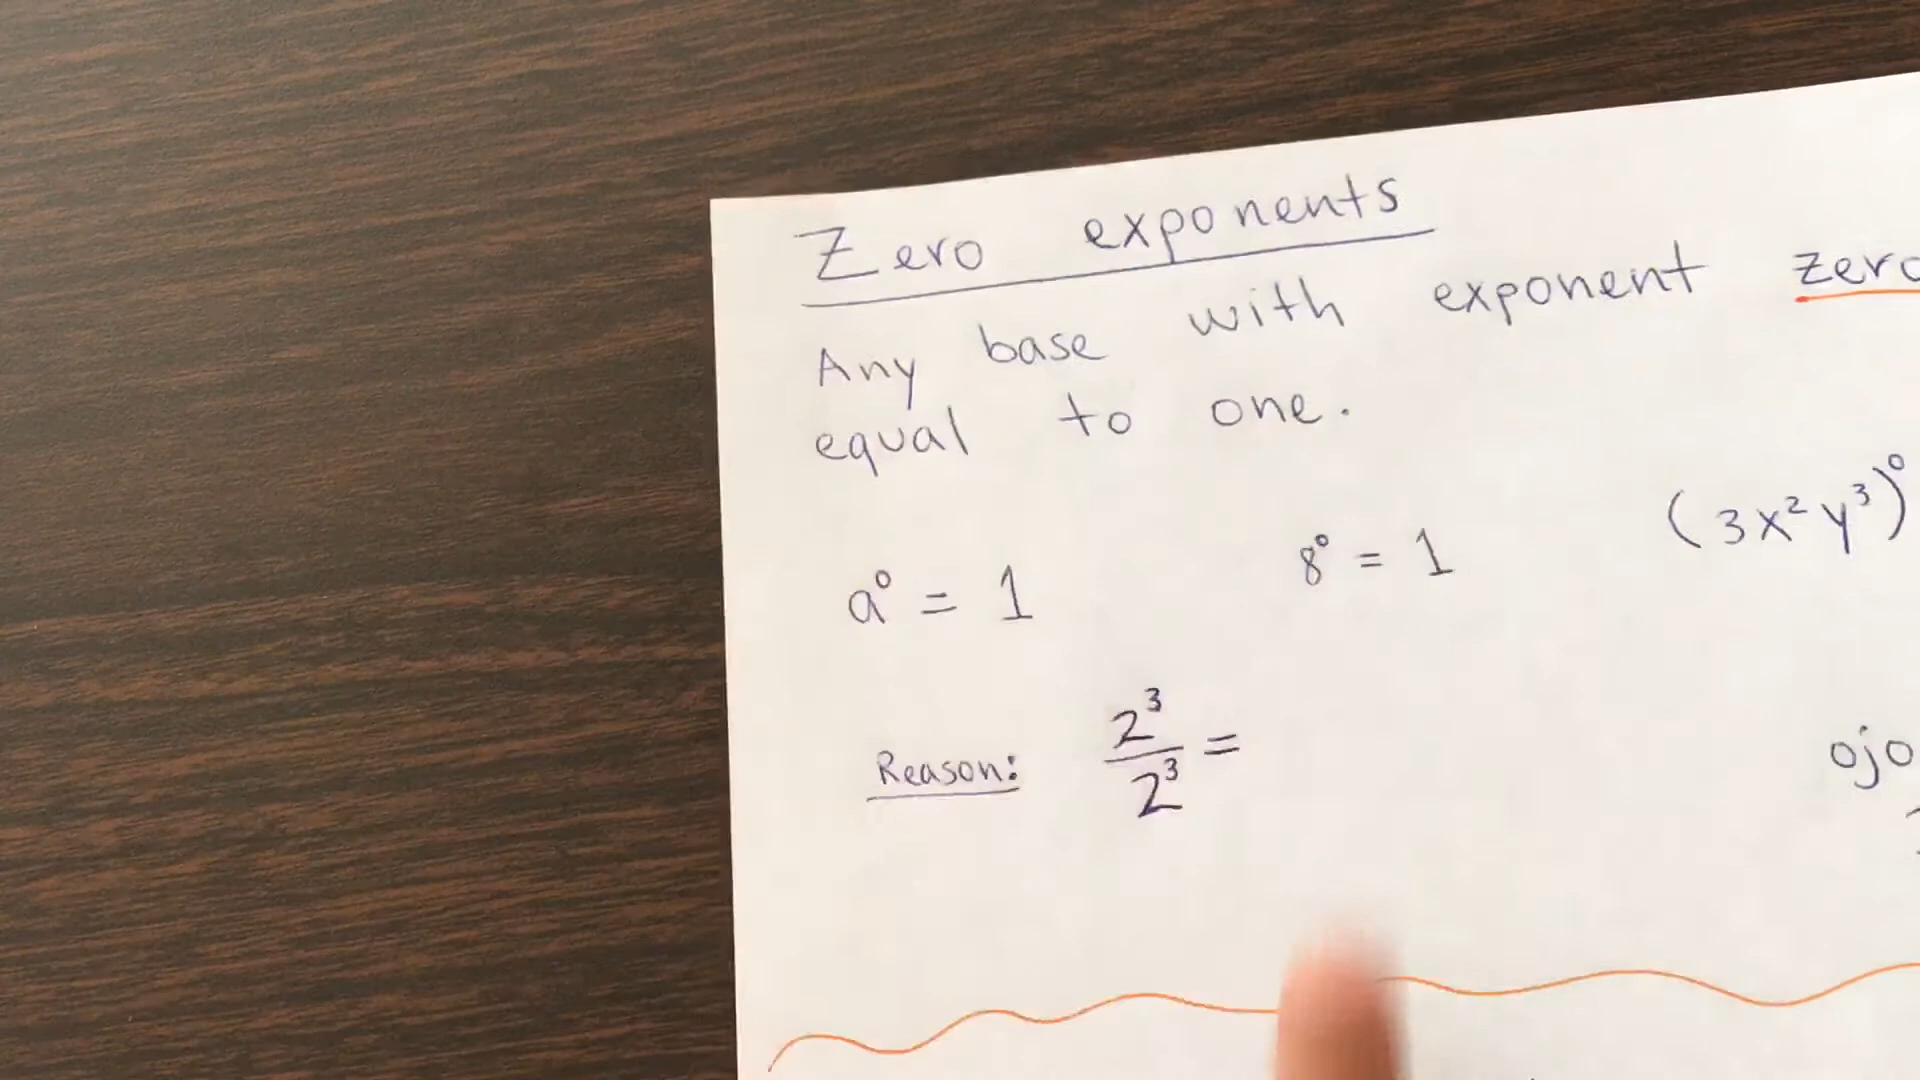 Zero exponents
Any base with exponent zero
equal to one.
a⁰ = 1
8⁰ = 1
(3x²y³)⁰
Reason: 2³/2³ =
ojo